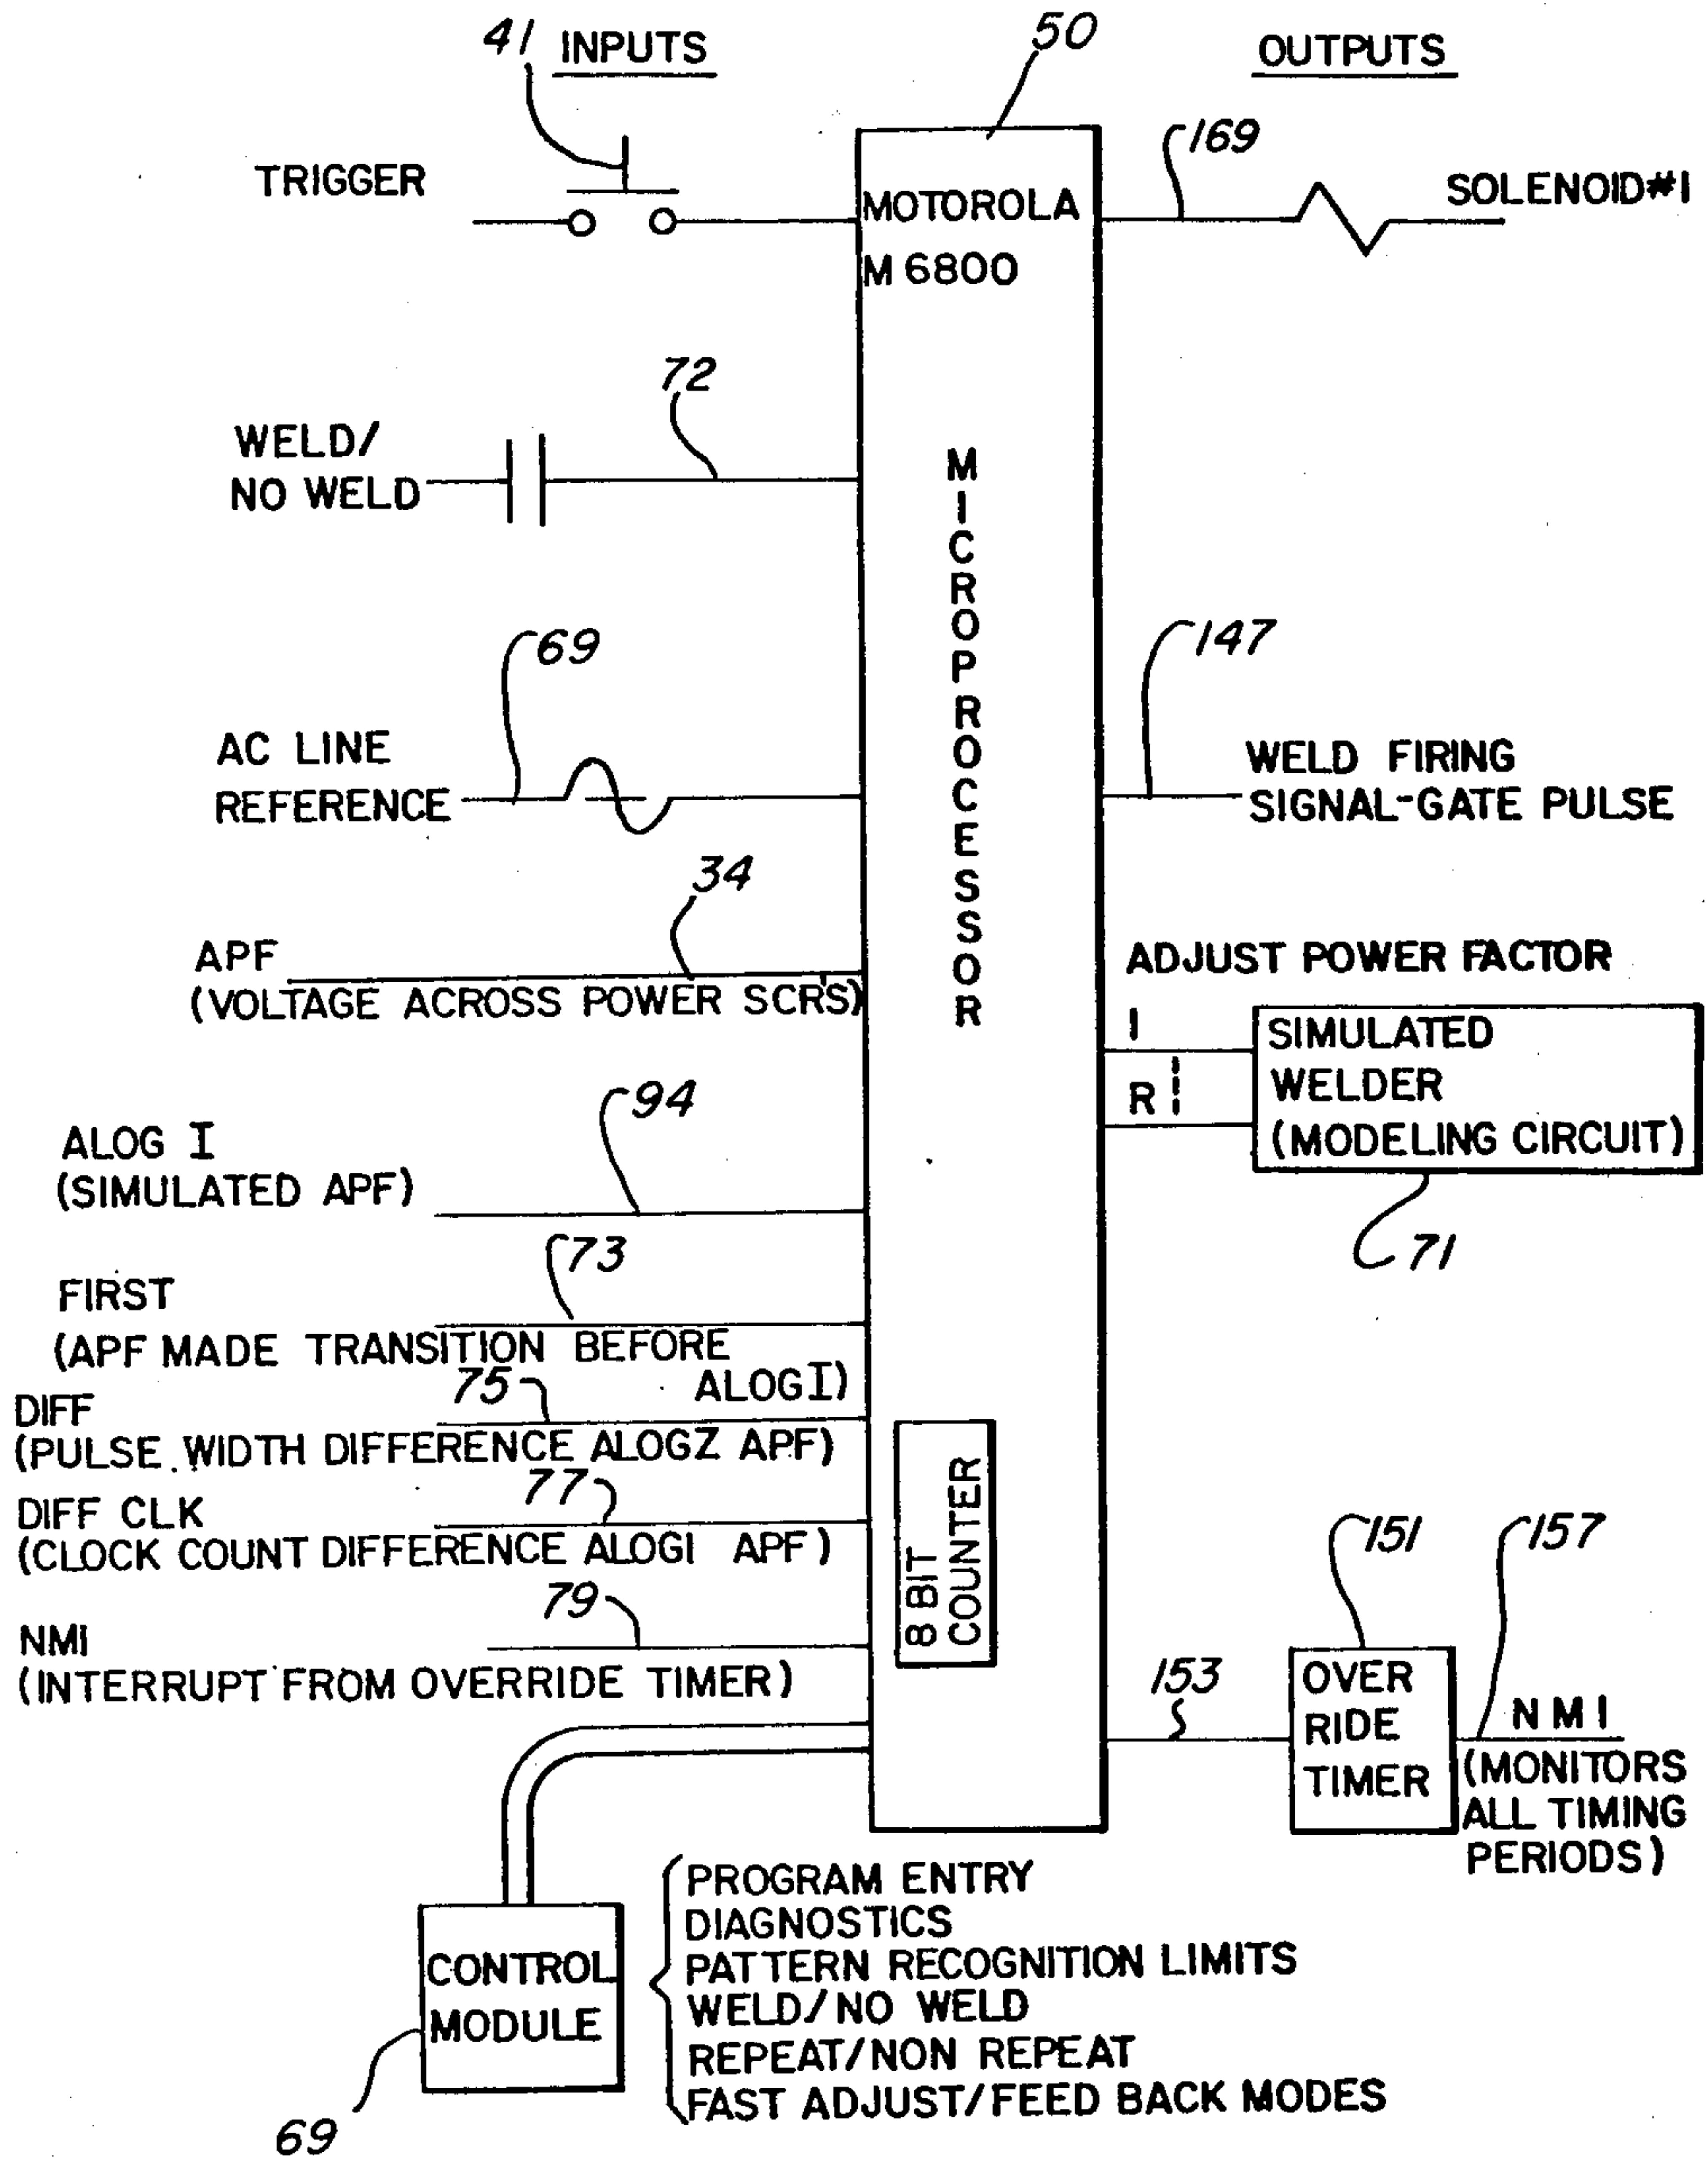 41 INPUTS
50
OUTPUTS
TRIGGER
MOTOROLA
M 6800
169
SOLENOID#1
72
WELD/
NO WELD
MICROPROCESSOR
69
AC LINE
REFERENCE
147
WELD FIRING
SIGNAL-GATE PULSE
34
APF
(VOLTAGE ACROSS POWER SCR'S)
ADJUST POWER FACTOR
1
R
SIMULATED
WELDER
(MODELING CIRCUIT)
71
94
ALOG I
(SIMULATED APF)
73
FIRST
(APF MADE TRANSITION BEFORE
ALOGI)
75
DIFF
(PULSE WIDTH DIFFERENCE ALOGZ APF)
77
DIFF CLK
(CLOCK COUNT DIFFERENCE ALOGI APF)
8 BIT
COUNTER
79
NMI
(INTERRUPT FROM OVERRIDE TIMER)
151
157
153
OVER
RIDE
TIMER
NMI
(MONITORS
ALL TIMING
PERIODS)
CONTROL
MODULE
69
PROGRAM ENTRY
DIAGNOSTICS
PATTERN RECOGNITION LIMITS
WELD/NO WELD
REPEAT/NON REPEAT
FAST ADJUST/FEED BACK MODES